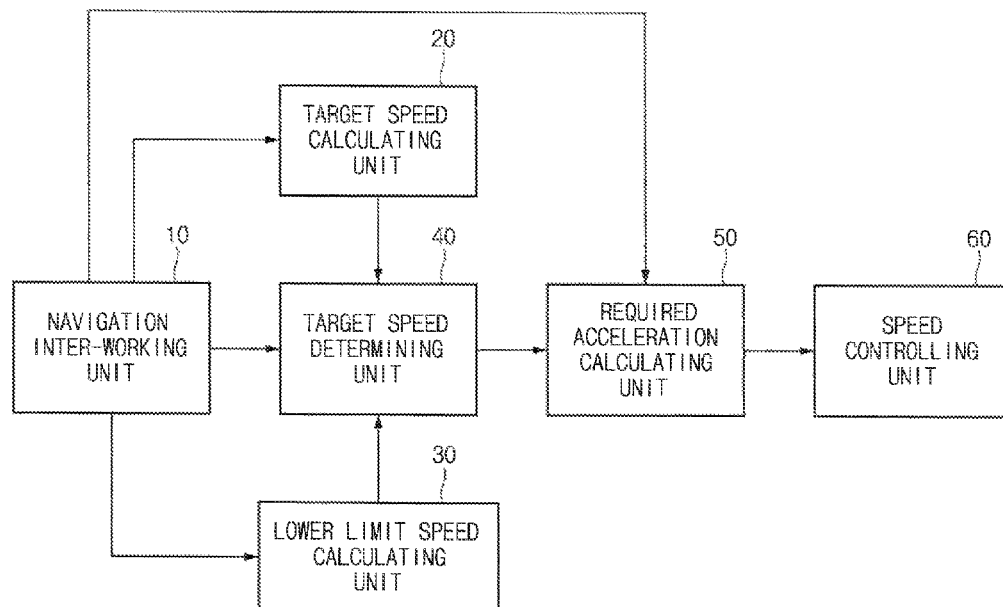 20
TARGET SPEED
CALCULATING
UNIT
10
NAVIGATION
INTER-WORKING
UNIT
40
TARGET SPEED
DETERMINING
UNIT
50
REQUIRED
ACCELERATION
CALCULATING
UNIT
60
SPEED
CONTROLLING
UNIT
30
LOWER LIMIT SPEED
CALCULATING
UNIT